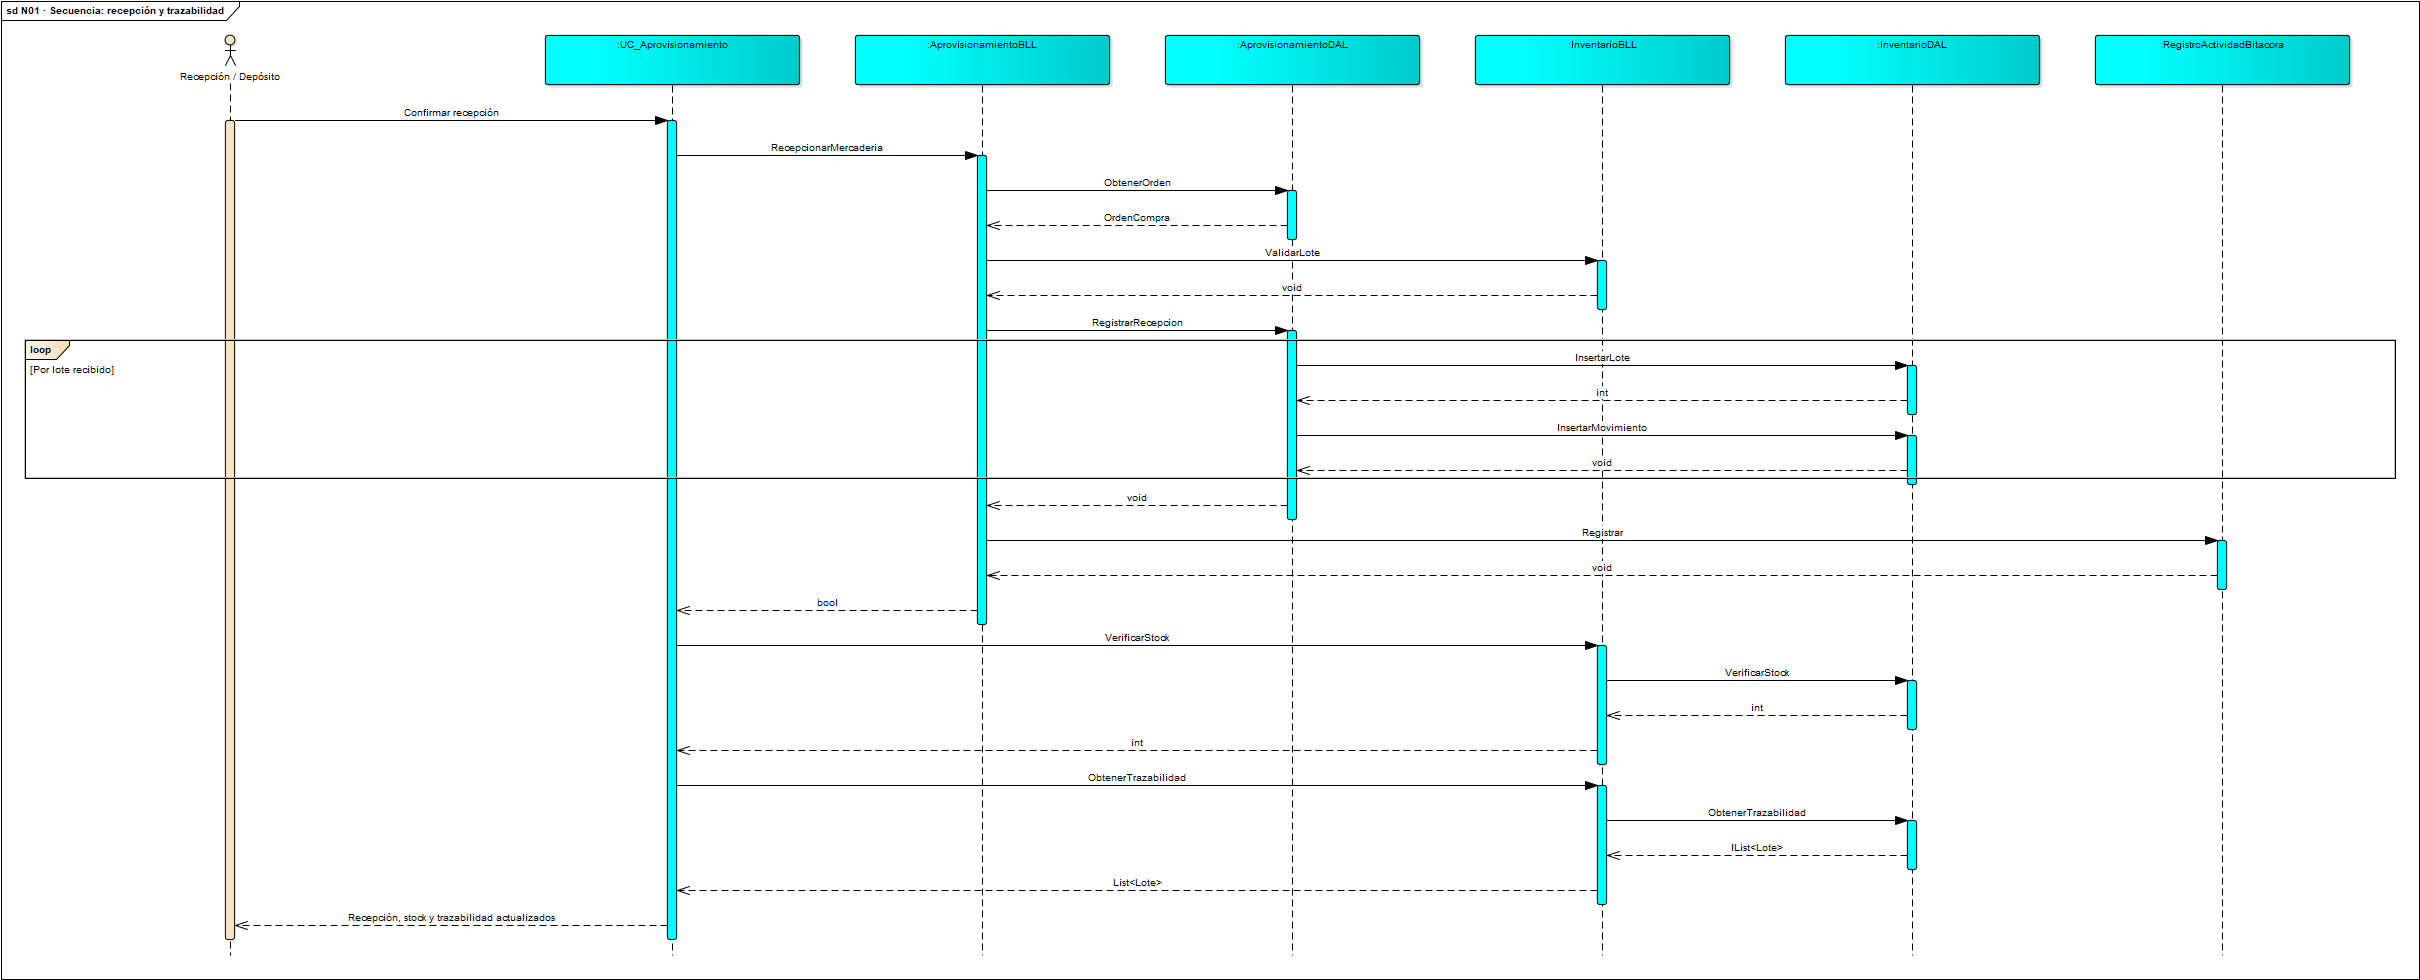 sd N01 · Secuencia: recepción y trazabilidad
Recepción / Depósito
:UC_Aprovisionamiento
:AprovisionamientoBLL
:AprovisionamientoDAL
:InventarioBLL
:InventarioDAL
:RegistroActividadBitacora
Confirmar recepción
RecepcionarMercaderia
ObtenerOrden
OrdenCompra
ValidarLote
void
RegistrarRecepcion
loop
[Por lote recibido]
InsertarLote
int
InsertarMovimiento
void
void
Registrar
void
bool
VerificarStock
VerificarStock
int
int
ObtenerTrazabilidad
ObtenerTrazabilidad
IList<Lote>
List<Lote>
Recepción, stock y trazabilidad actualizados